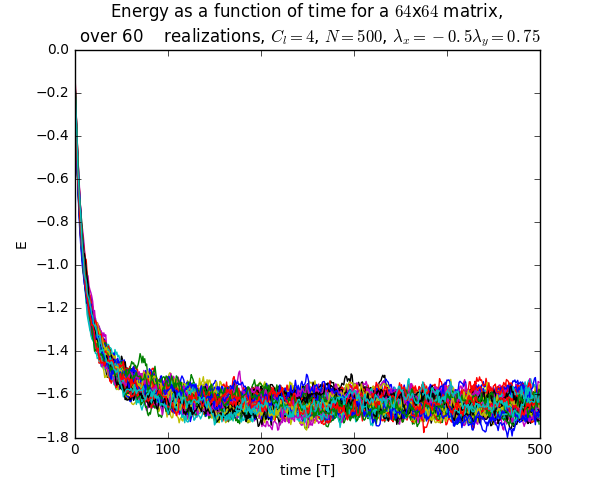 Energy as a function of time for a 64x64 matrix,
over 60 realizations, C_l = 4, N = 500, λ_x = −0.5λ_y = 0.75
0.0
−0.2
−0.4
−0.6
−0.8
−1.0
−1.2
−1.4
−1.6
−1.8
E
0 100 200 300 400 500
time [T]